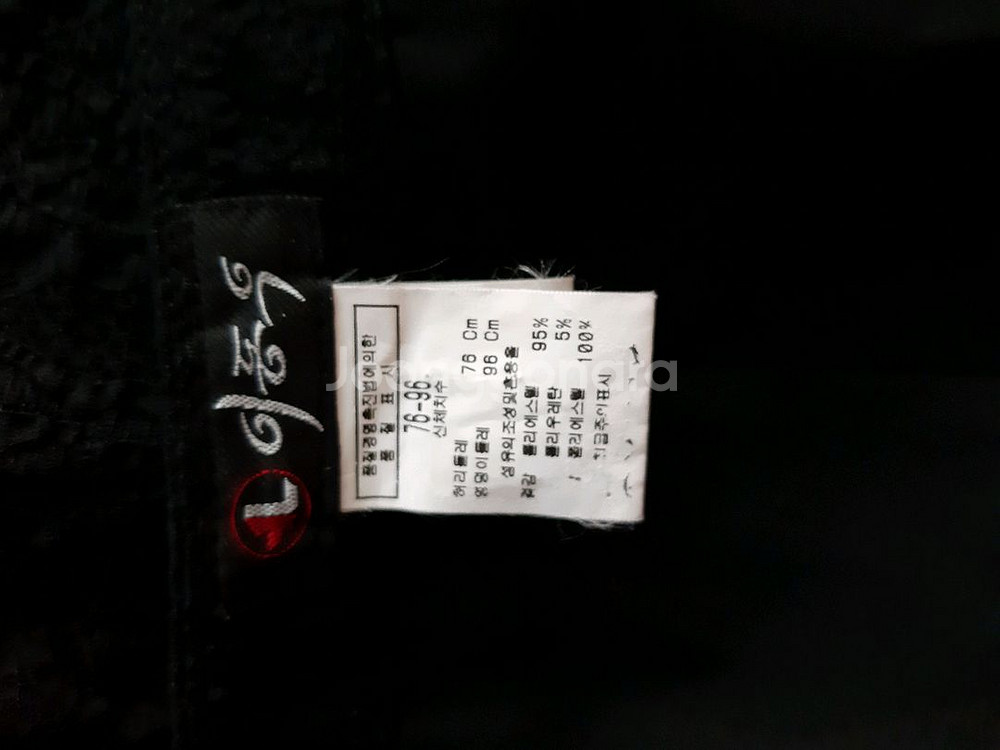 L
품질경영촉진법에의한
품 질 표 시
76-96.
신체치수
허리둘레 76 Cm
엉덩이둘레 96 Cm
섬유의조성및혼용율
겉감 폴리에스텔 95%
폴리우레탄 5%
폴리에스텔 100%
취급주의표시
Joonggonara